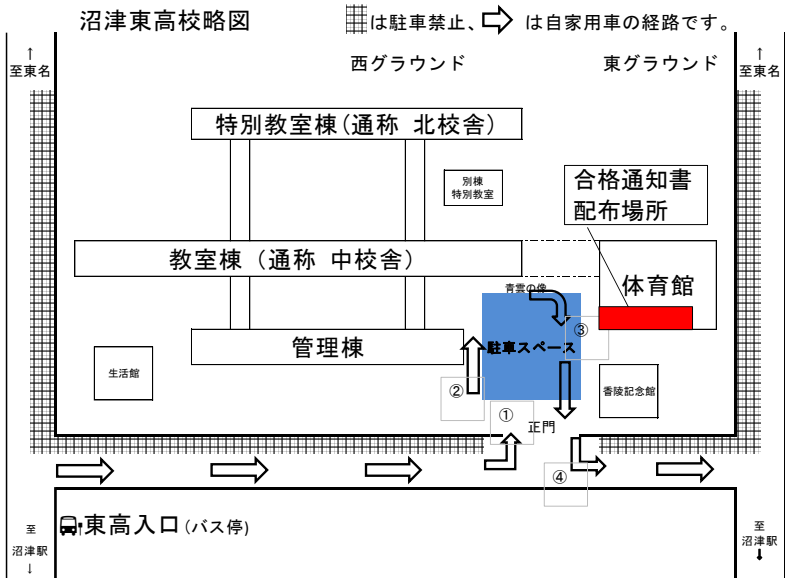 沼津東高校略図
は駐車禁止、
は自家用車の経路です。
↑
至東名
西グラウンド
東グラウンド
↑
至東名
特別教室棟(通称 北校舎)
別棟
特別教室
合格通知書
配布場所
教室棟(通称 中校舎)
青雲の像
体育館
③
管理棟
駐車スペース
生活館
②
①
香陵記念館
正門
④
東高入口(バス停)
至
沼津駅
↓
至
沼津駅
↓